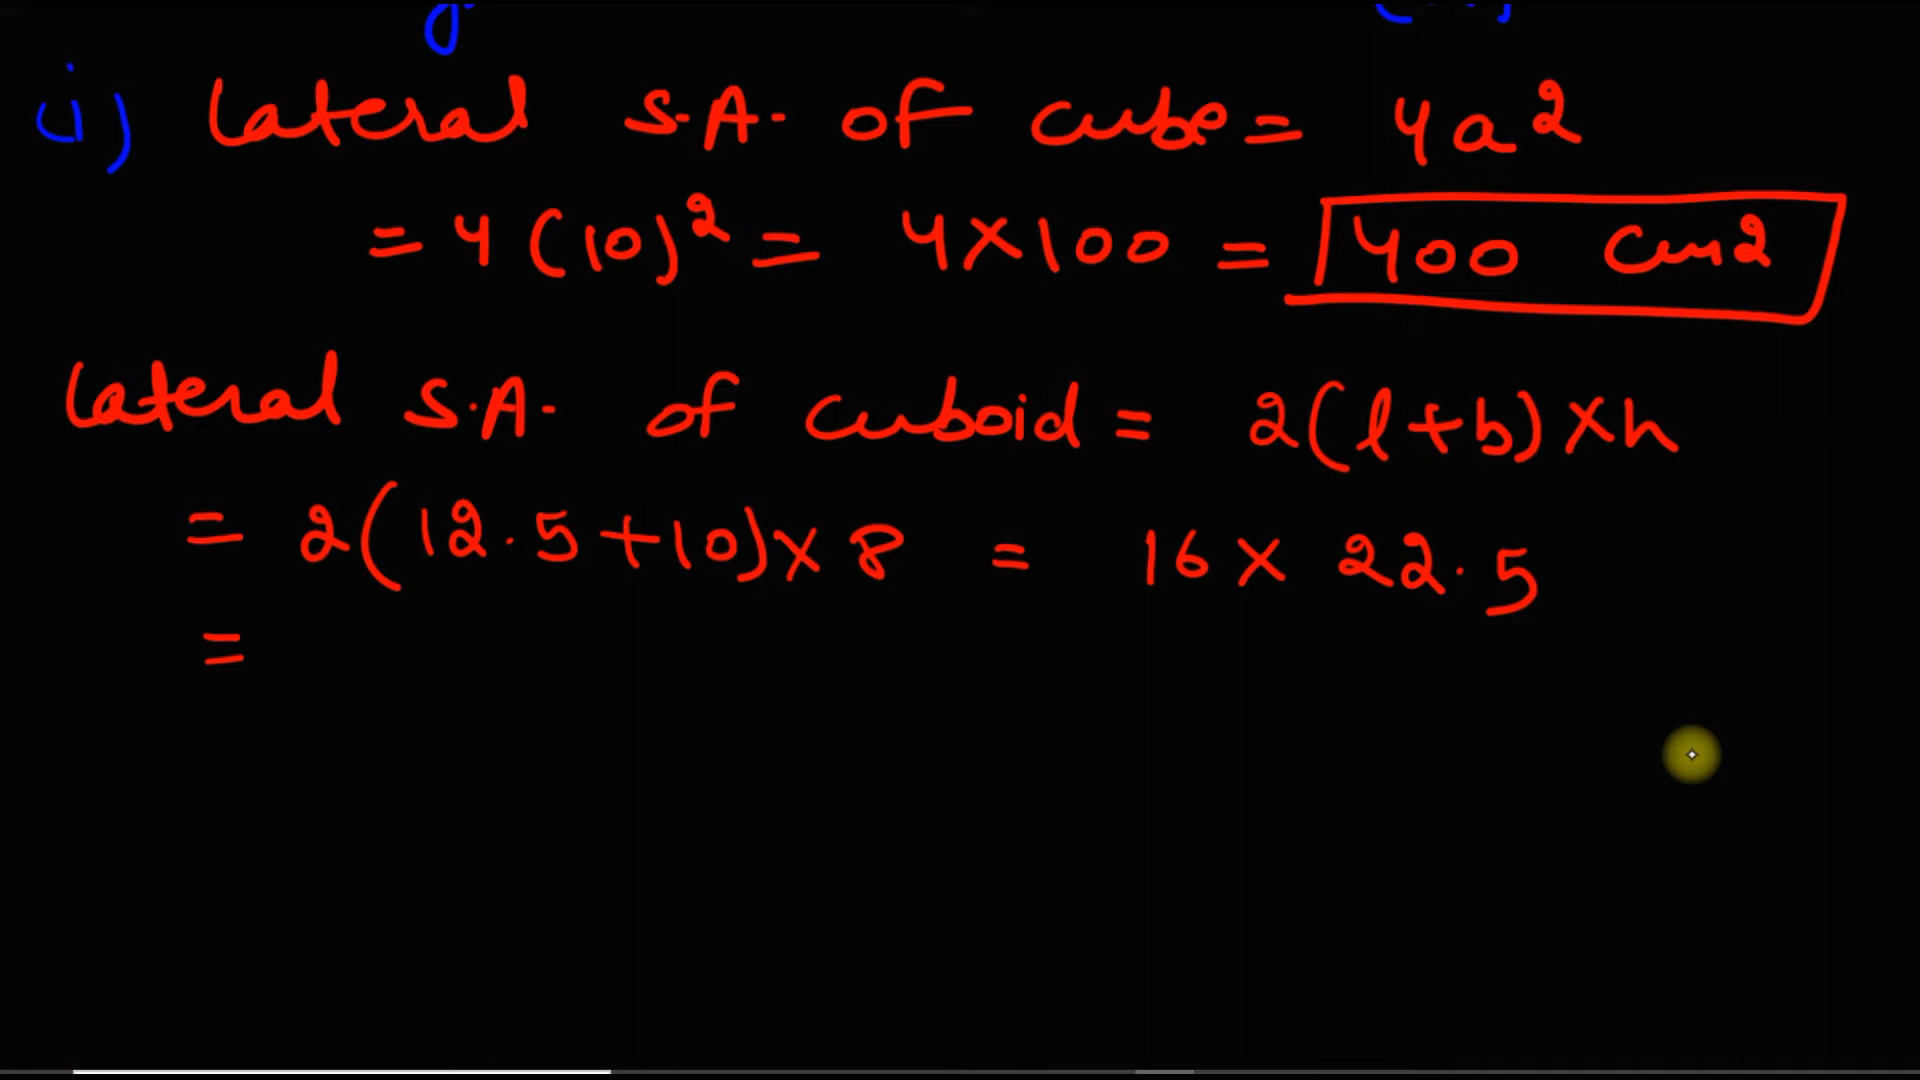 i) Lateral S.A. of cube = 4a²
= 4(10)² = 4×100 = 400 cm2
Lateral S.A. of cuboid = 2(l+b)×h
= 2(12.5+10)×8 = 16×22.5
=